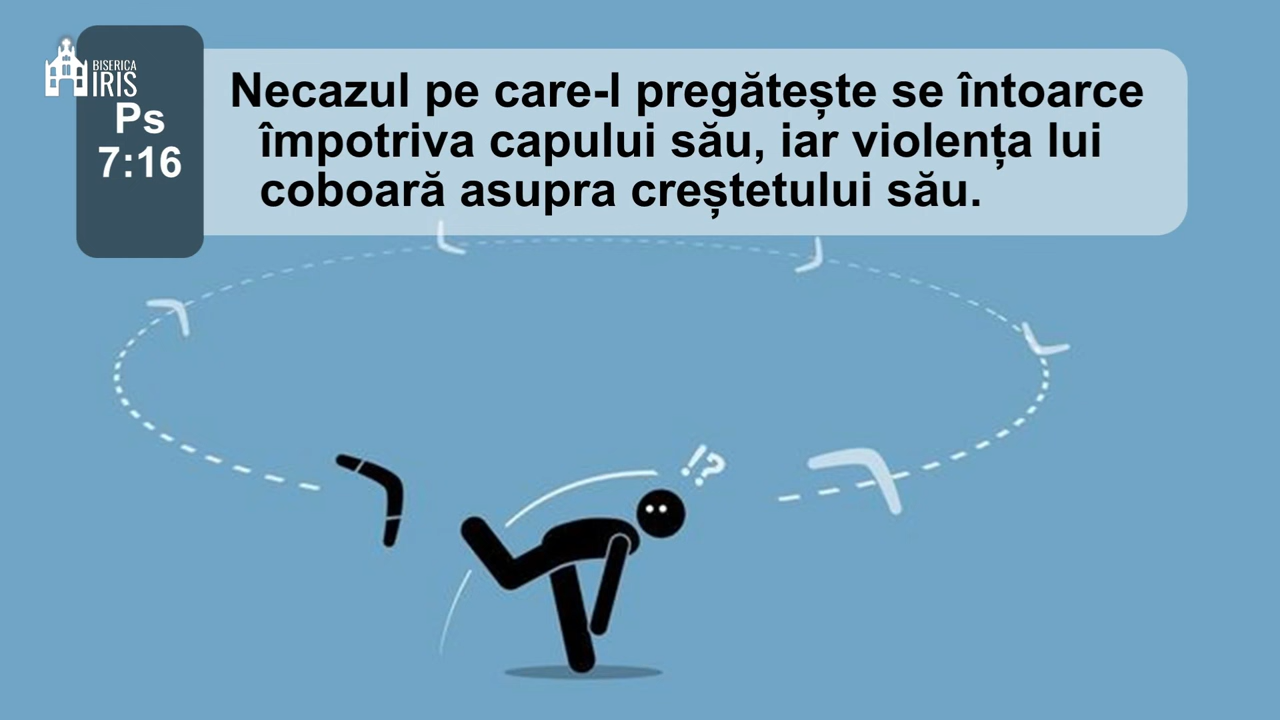 BISERICA
IRIS
Ps
7:16
Necazul pe care-l pregătește se întoarce
împotriva capului său, iar violența lui
coboară asupra creștetului său.
!?